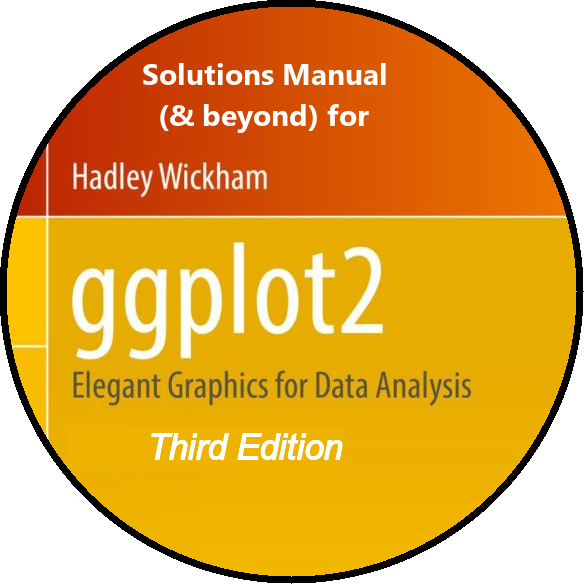 Solutions Manual
(& beyond) for
Hadley Wickham
ggplot2
Elegant Graphics for Data Analysis
Third Edition